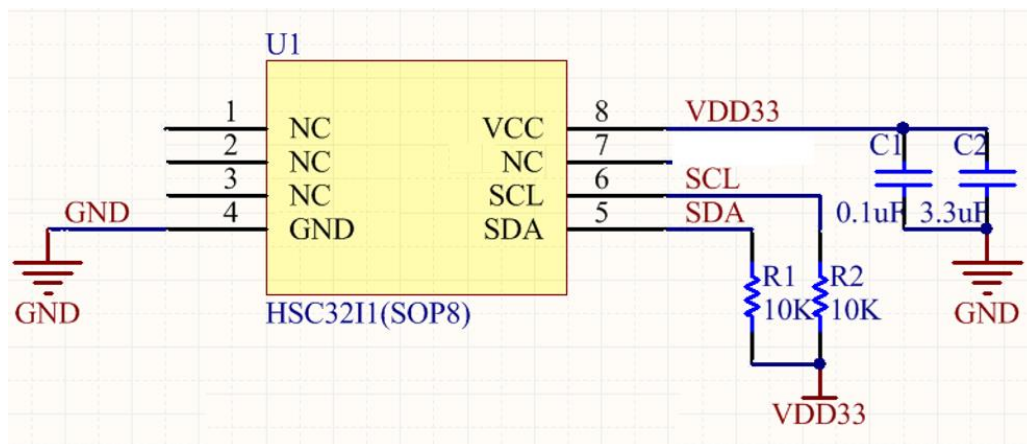 U1
1 NC VCC 8 VDD33
2 NC NC 7
3 NC SCL 6 SCL
GND 4 GND SDA 5 SDA
C1 C2
0.1uF 3.3uF
GND
HSC32I1(SOP8)
R1 R2
10K 10K
GND
VDD33